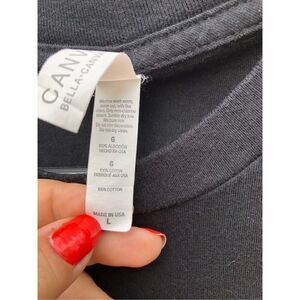 CANV
BELLA+CANV
Machine wash warm,
inside out, with
like colors.
Only non-chlorine
bleach. Tumble dry low.
Medium iron.
Do not iron decoration.
Do not dry clean.
G
100% ALGODÓN
HECHO EN USA
G
100% COTON
FABRIQUÉ AUX USA
100% COTTON
MADE IN USA
L